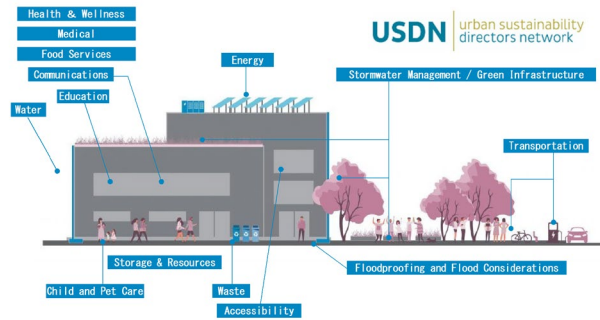 Health & Wellness
Medical
Food Services
Communications
Education
Water
Energy
USDN
urban sustainability
directors network
Stormwater Management / Green Infrastructure
Transportation
Storage & Resources
Child and Pet Care
Waste
Accessibility
Floodproofing and Flood Considerations